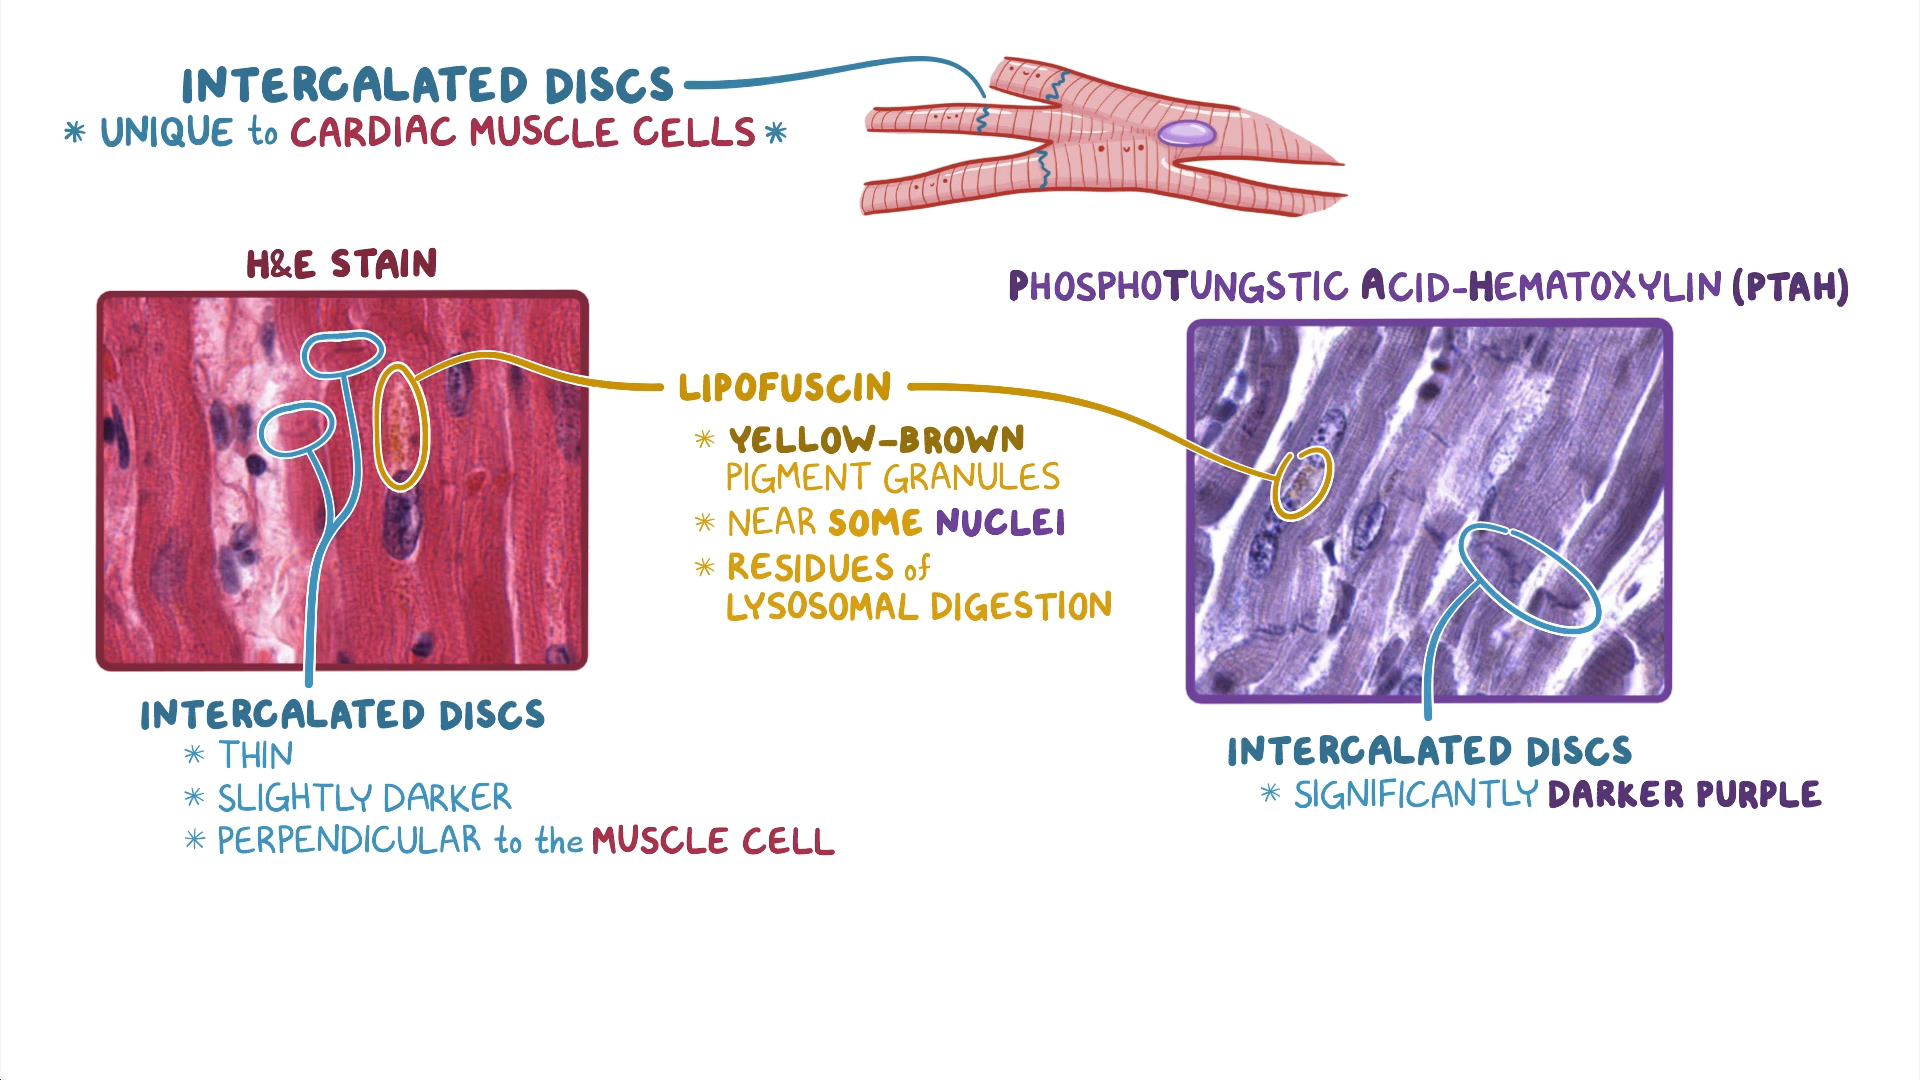 INTERCALATED DISCS
* UNIQUE to CARDIAC MUSCLE CELLS *
H&E STAIN
PHOSPHOTUNGSTIC ACID-HEMATOXYLIN (PTAH)
LIPOFUSCIN
* YELLOW-BROWN
PIGMENT GRANULES
* NEAR SOME NUCLEI
* RESIDUES of
LYSOSOMAL DIGESTION
INTERCALATED DISCS
* THIN
* SLIGHTLY DARKER
* PERPENDICULAR to the MUSCLE CELL
INTERCALATED DISCS
* SIGNIFICANTLY DARKER PURPLE